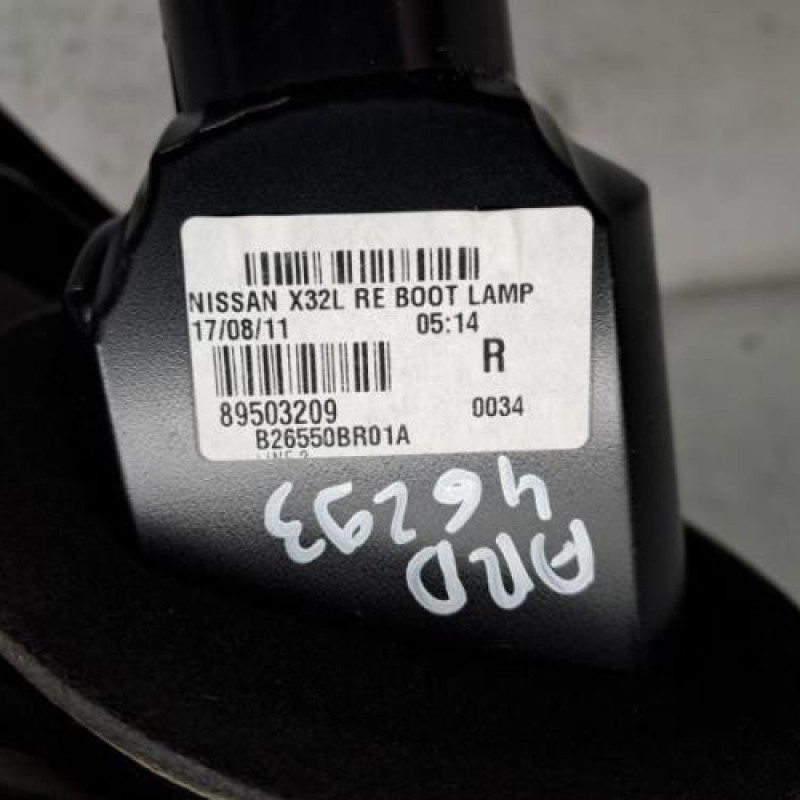 NISSAN X32L RE BOOT LAMP
17/08/11 05:14
R
89503209 0034
B26550BR01A
46293
ARD